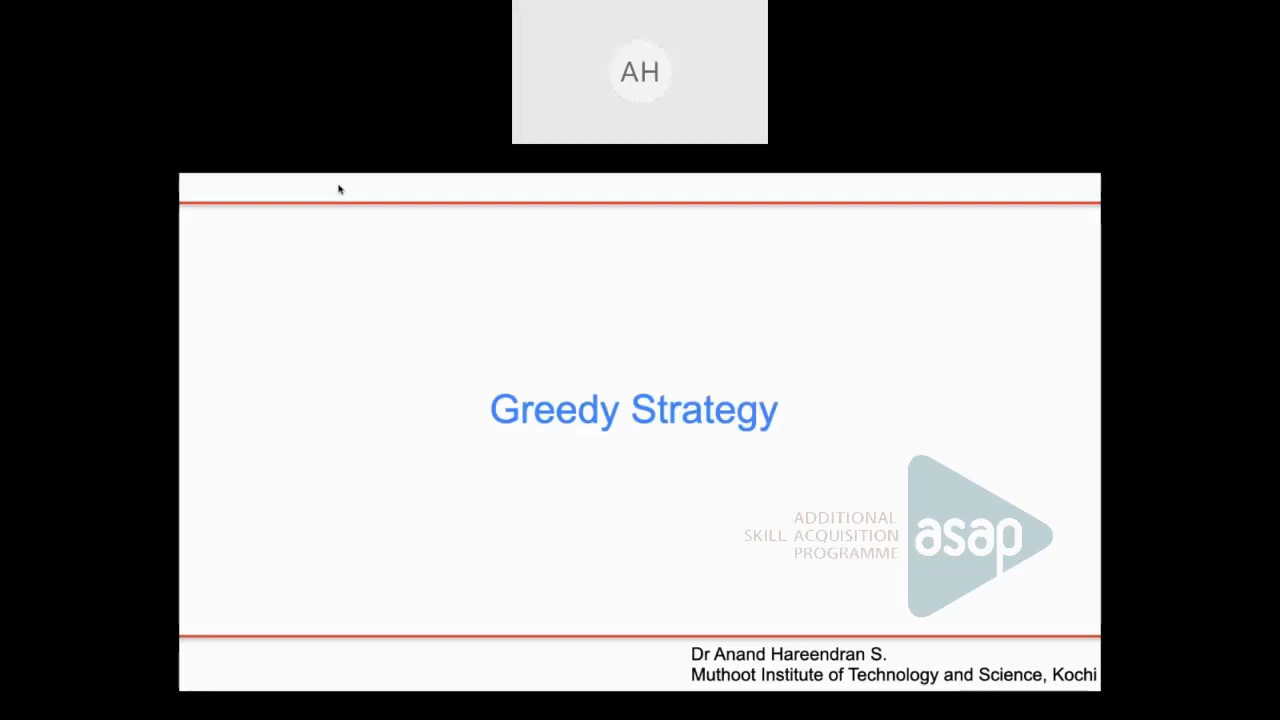 AH
Greedy Strategy
ADDITIONAL
SKILL ACQUISITION
PROGRAMME
asap
Dr Anand Hareendran S.
Muthoot Institute of Technology and Science, Kochi